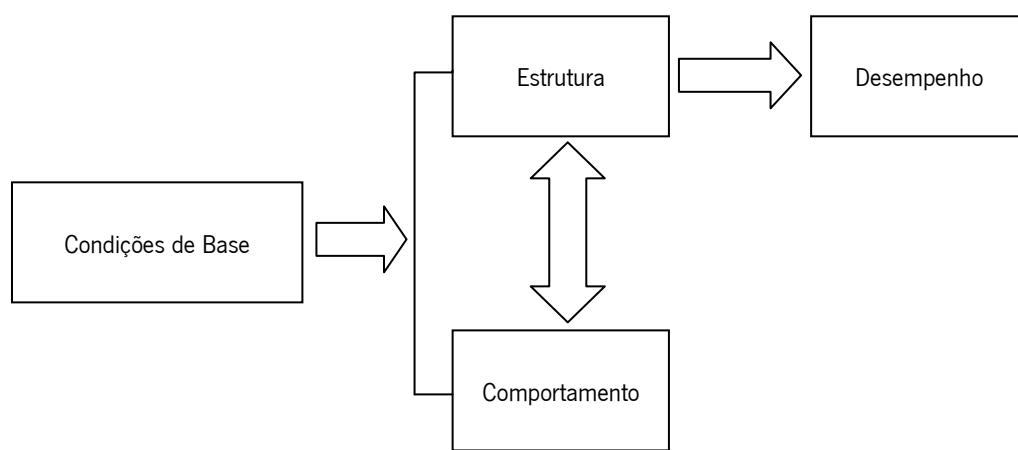 Estrutura
Desempenho
Condições de Base
Comportamento